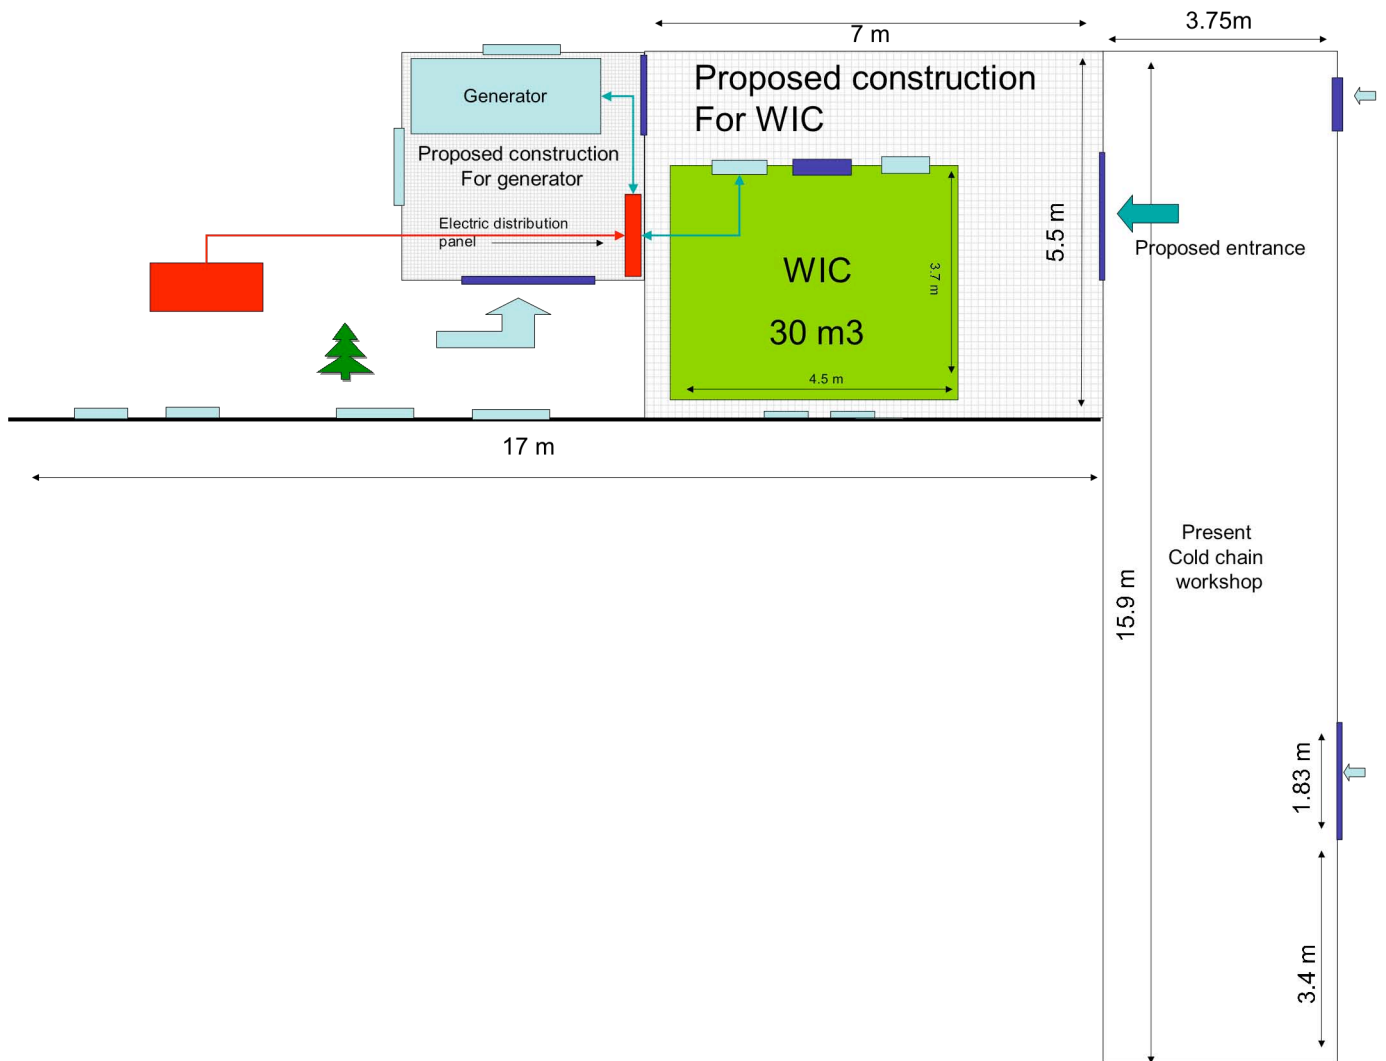 3.75m
7 m
Proposed construction
For WIC
Generator
Proposed construction
For generator
Electric distribution
panel
5.5 m
Proposed entrance
WIC
3.7 m
30 m3
4.5 m
17 m
Present
Cold chain
workshop
15.9 m
1.83 m
3.4 m